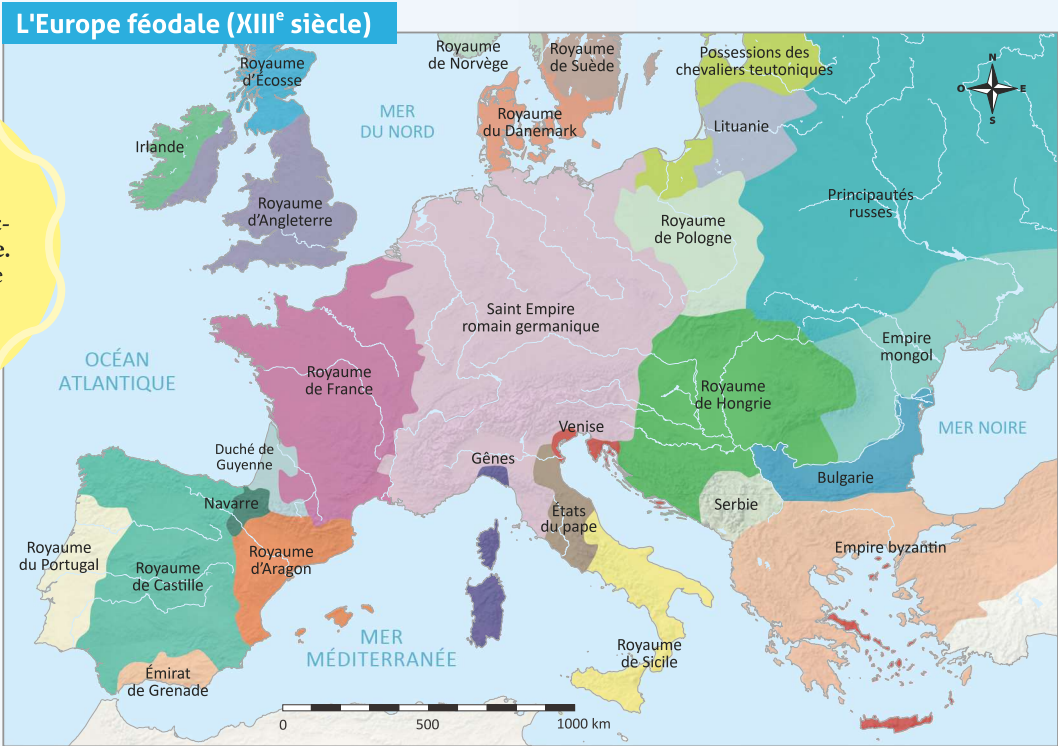 L'Europe féodale (XIIIe siècle)
Royaume
d'Écosse
Royaume
de Norvège
Royaume
de Suède
Possessions des
chevaliers teutoniques
N
O
E
S
MER
DU NORD
Royaume
du Danemark
Lituanie
Irlande
Royaume
d'Angleterre
Principautés
russes
Royaume
de Pologne
t-
e.
e
Saint Empire
romain germanique
Empire
mongol
OCÉAN
ATLANTIQUE
Royaume
de France
Royaume
de Hongrie
MER NOIRE
Venise
Duché de
Guyenne
Gênes
Bulgarie
Navarre
Serbie
États
du pape
Royaume
du Portugal
Royaume
d'Aragon
Empire byzantin
Royaume
de Castille
MER
MÉDITERRANÉE
Royaume
de Sicile
Émirat
de Grenade
0
500
1000 km